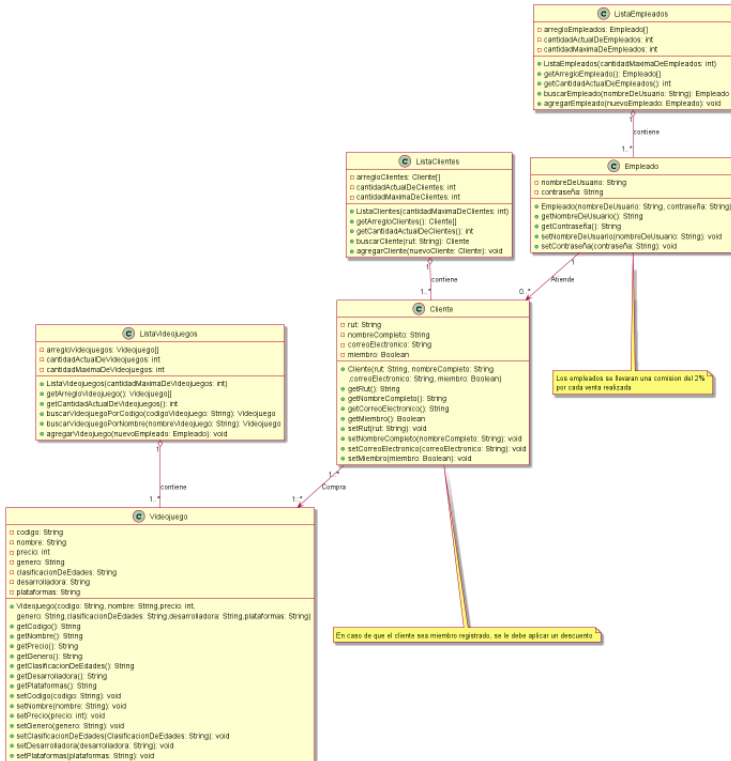 ListaEmpleados
arregloEmpleados: Empleado[]
cantidadActualDeEmpleados: int
cantidadMaximaDeEmpleados: int
ListaEmpleados(cantidadMaximaDeEmpleados: int)
getArregloEmpleado(): Empleado[]
getCantidadActualDeEmpleados(): int
buscarEmpleado(nombreDeUsuario: String): Empleado
agregarEmpleado(nuevoEmpleado: Empleado): void
1
contiene
1..*
Empleado
nombreDeUsuario: String
contraseña: String
Empleado(nombreDeUsuario: String, contraseña: String)
getNombreDeUsuario(): String
getContraseña(): String
setNombreDeUsuario(nombreDeUsuario: String): void
setContraseña(contraseña: String): void
1
Atiende
0..*
Los empleados se llevaran una comision del 2%
por cada venta realizada
ListaClientes
arregloClientes: Cliente[]
cantidadActualDeClientes: int
cantidadMaximaDeClientes: int
ListaClientes(cantidadMaximaDeClientes: int)
getArregloClientes(): Cliente[]
getCantidadActualDeClientes(): int
buscarCliente(rut: String): Cliente
agregarCliente(nuevoCliente: Cliente): void
1
contiene
1..*
Cliente
rut: String
nombreCompleto: String
correoElectronico: String
miembro: Boolean
Cliente(rut: String, nombreCompleto: String
,correoElectronico: String, miembro: Boolean)
getRut(): String
getNombreCompleto(): String
getCorreoElectronico(): String
getMiembro(): Boolean
setRut(rut: String): void
setNombreCompleto(nombreCompleto: String): void
setCorreoElectronico(correoElectronico: String): void
setMiembro(miembro: Boolean): void
1..*
Compra
1..*
En caso de que el cliente sea miembro registrado, se le debe aplicar un descuento
ListaVideojuegos
arregloVideojuegos: Videojuego[]
cantidadActualDeVideojuegos: int
cantidadMaximaDeVideojuegos: int
ListaVideojuegos(cantidadMaximaDeVideojuegos: int)
getArregloVideojuego(): Videojuego[]
getCantidadActualDeVideojuegos(): int
buscarVideojuegoPorCodigo(codigoVideojuego: String): Videojuego
buscarVideojuegoPorNombre(nombreVideojuego: String): Videojuego
agregarVideojuego(nuevoEmpleado: Empleado): void
1
contiene
1..*
Videojuego
codigo: String
nombre: String
precio: int
genero: String
clasificacionDeEdades: String
desarrolladora: String
plataformas: String
Videojuego(codigo: String, nombre: String,precio: int,
genero: String,clasificacionDeEdades: String,desarrolladora: String,plataformas: String)
getCodigo(): String
getNombre(): String
getPrecio(): String
getGenero(): String
getClasificacionDeEdades(): String
getDesarrolladora(): String
getPlataformas(): String
setCodigo(codigo: String): void
setNombre(nombre: String): void
setPrecio(precio: int): void
setGenero(genero: String): void
setClasificacionDeEdades(ClasificacionDeEdades: String): void
setDesarrolladora(desarrolladora: String): void
setPlataformas(plataformas: String): void